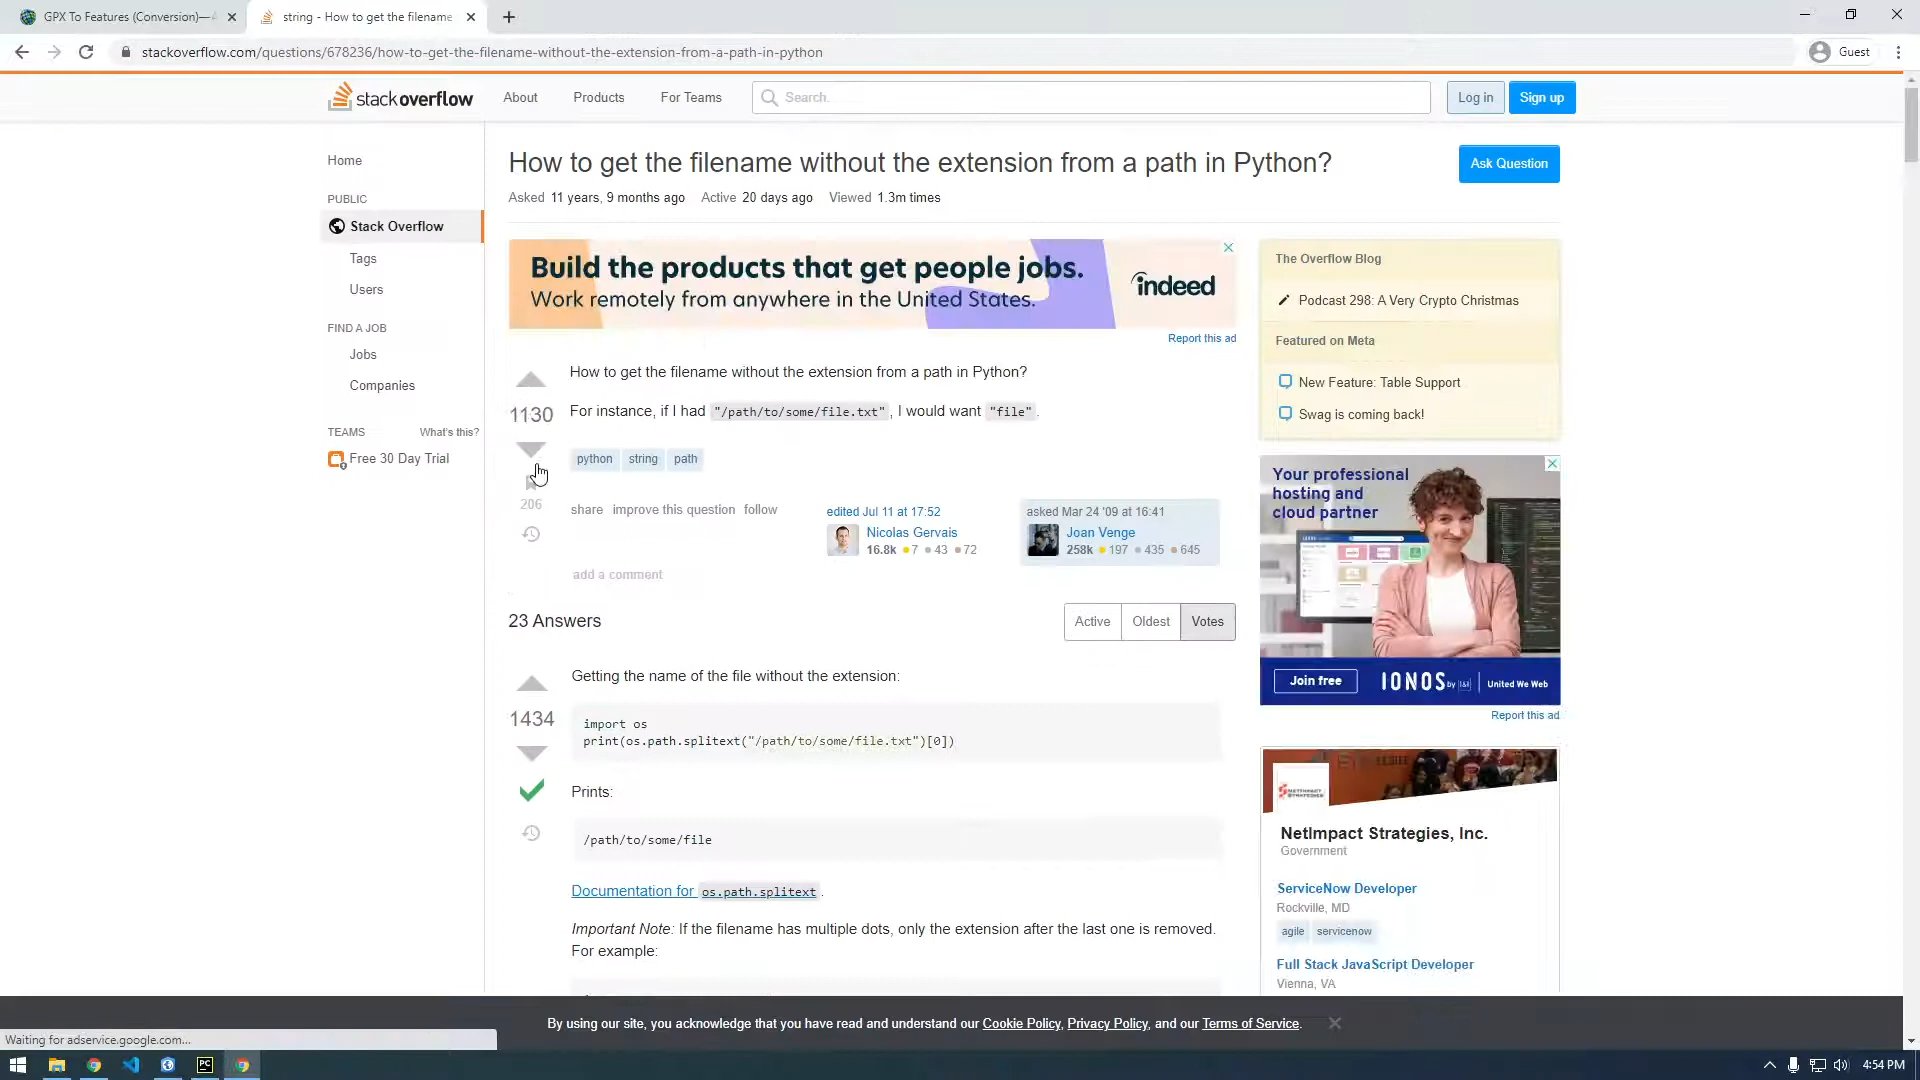 GPX To Features (Conversion)—
string - How to get the filename
stackoverflow.com/questions/678236/how-to-get-the-filename-without-the-extension-from-a-path-in-python
Guest
stackoverflow
About
Products
For Teams
Search...
Log in
Sign up
Home
PUBLIC
Stack Overflow
Tags
Users
FIND A JOB
Jobs
Companies
TEAMS
What's this?
Free 30 Day Trial
How to get the filename without the extension from a path in Python?
Ask Question
Asked 11 years, 9 months ago Active 20 days ago Viewed 1.3m times
Build the products that get people jobs.
Work remotely from anywhere in the United States.
indeed
Report this ad
How to get the filename without the extension from a path in Python?
1130
For instance, if I had "/path/to/some/file.txt", I would want "file".
python string path
206
share improve this question follow
edited Jul 11 at 17:52
Nicolas Gervais
16.8k 7 43 72
asked Mar 24 '09 at 16:41
Joan Venge
258k 197 435 645
add a comment
23 Answers
Active
Oldest
Votes
Getting the name of the file without the extension:
1434
import os
print(os.path.splitext("/path/to/some/file.txt")[0])
Prints:
/path/to/some/file
Documentation for os.path.splitext.
Important Note: If the filename has multiple dots, only the extension after the last one is removed.
For example:
The Overflow Blog
Podcast 298: A Very Crypto Christmas
Featured on Meta
New Feature: Table Support
Swag is coming back!
Your professional
hosting and
cloud partner
Join free
IONOS by 1&1
United We Web
Report this ad
NetImpact Strategies, Inc.
Government
ServiceNow Developer
Rockville, MD
agile servicenow
Full Stack JavaScript Developer
Vienna, VA
By using our site, you acknowledge that you have read and understand our Cookie Policy, Privacy Policy, and our Terms of Service.
Waiting for adservice.google.com...
PC
4:54 PM